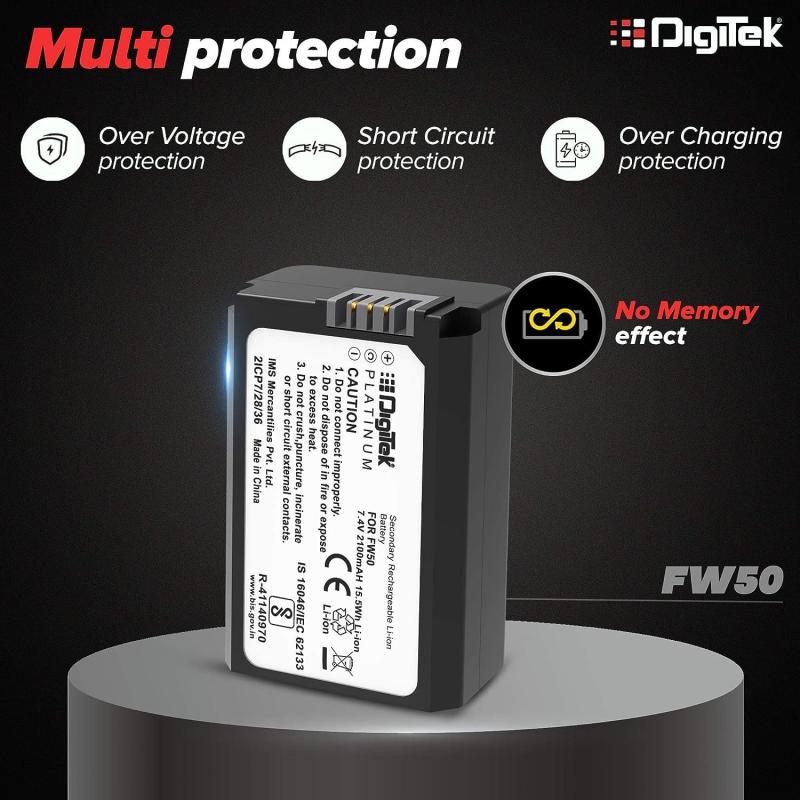 Multi protection
DigiTek
Over Voltage
protection
Short Circuit
protection
Over Charging
protection
No Memory
effect
DigiTek
PLATINUM
CAUTION
1. Do not connect improperly.
2. Do not dispose of in fire or expose
to excess heat.
3. Do not crush,puncture, incinerate
or short circuit external contacts.
IMS Mercantilies Pvt. Ltd.
2ICP7/28/36 Made in China
Secondary Rechargeable Li-ion
Battery
FOR FW50
7.4V 2100mAH 15.5Wh Li-ion
CE
Li-ion
IS 16046/IEC 62133
R-41140970
www.bis.gov.in
FW50